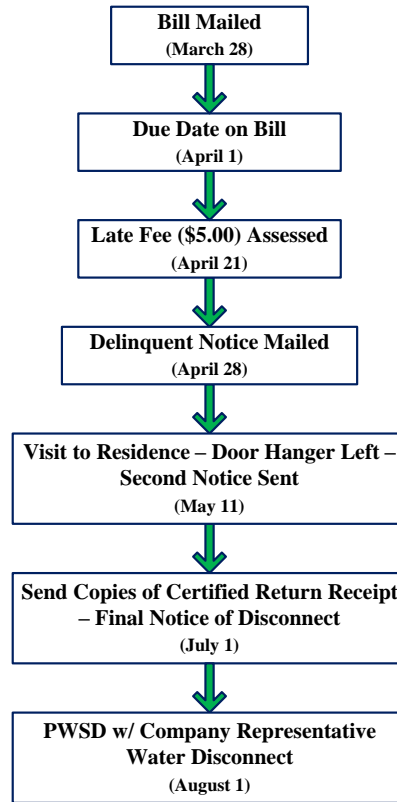 Bill Mailed
(March 28)
Due Date on Bill
(April 1)
Late Fee ($5.00) Assessed
(April 21)
Delinquent Notice Mailed
(April 28)
Visit to Residence – Door Hanger Left –
Second Notice Sent
(May 11)
Send Copies of Certified Return Receipt
– Final Notice of Disconnect
(July 1)
PWSD w/ Company Representative
Water Disconnect
(August 1)